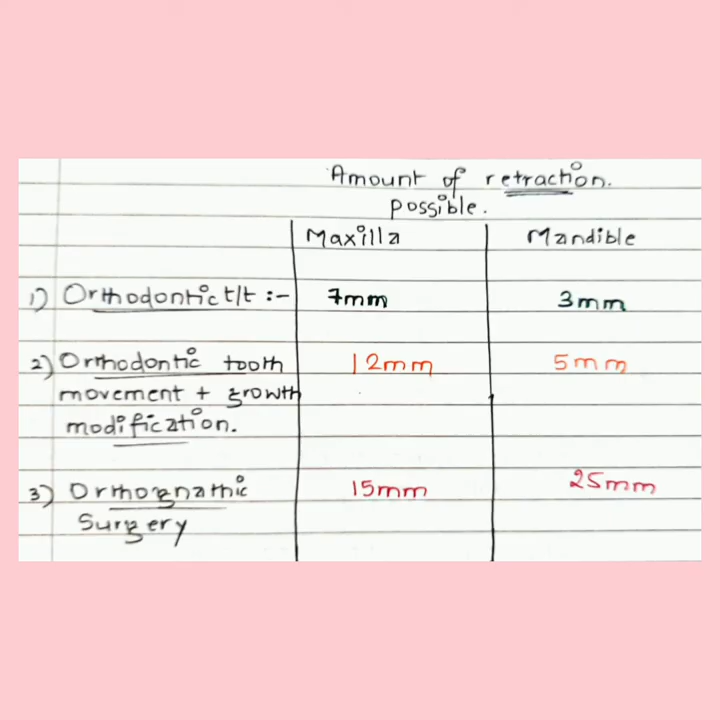 Amount of retraction.
possible.
Maxilla Mandible
1) Orthodontic t/t :- 7mm 3mm
2) Orthodontic tooth 12mm 5mm
movement + growth
modification.
3) Orthognathic 15mm 25mm
Surgery